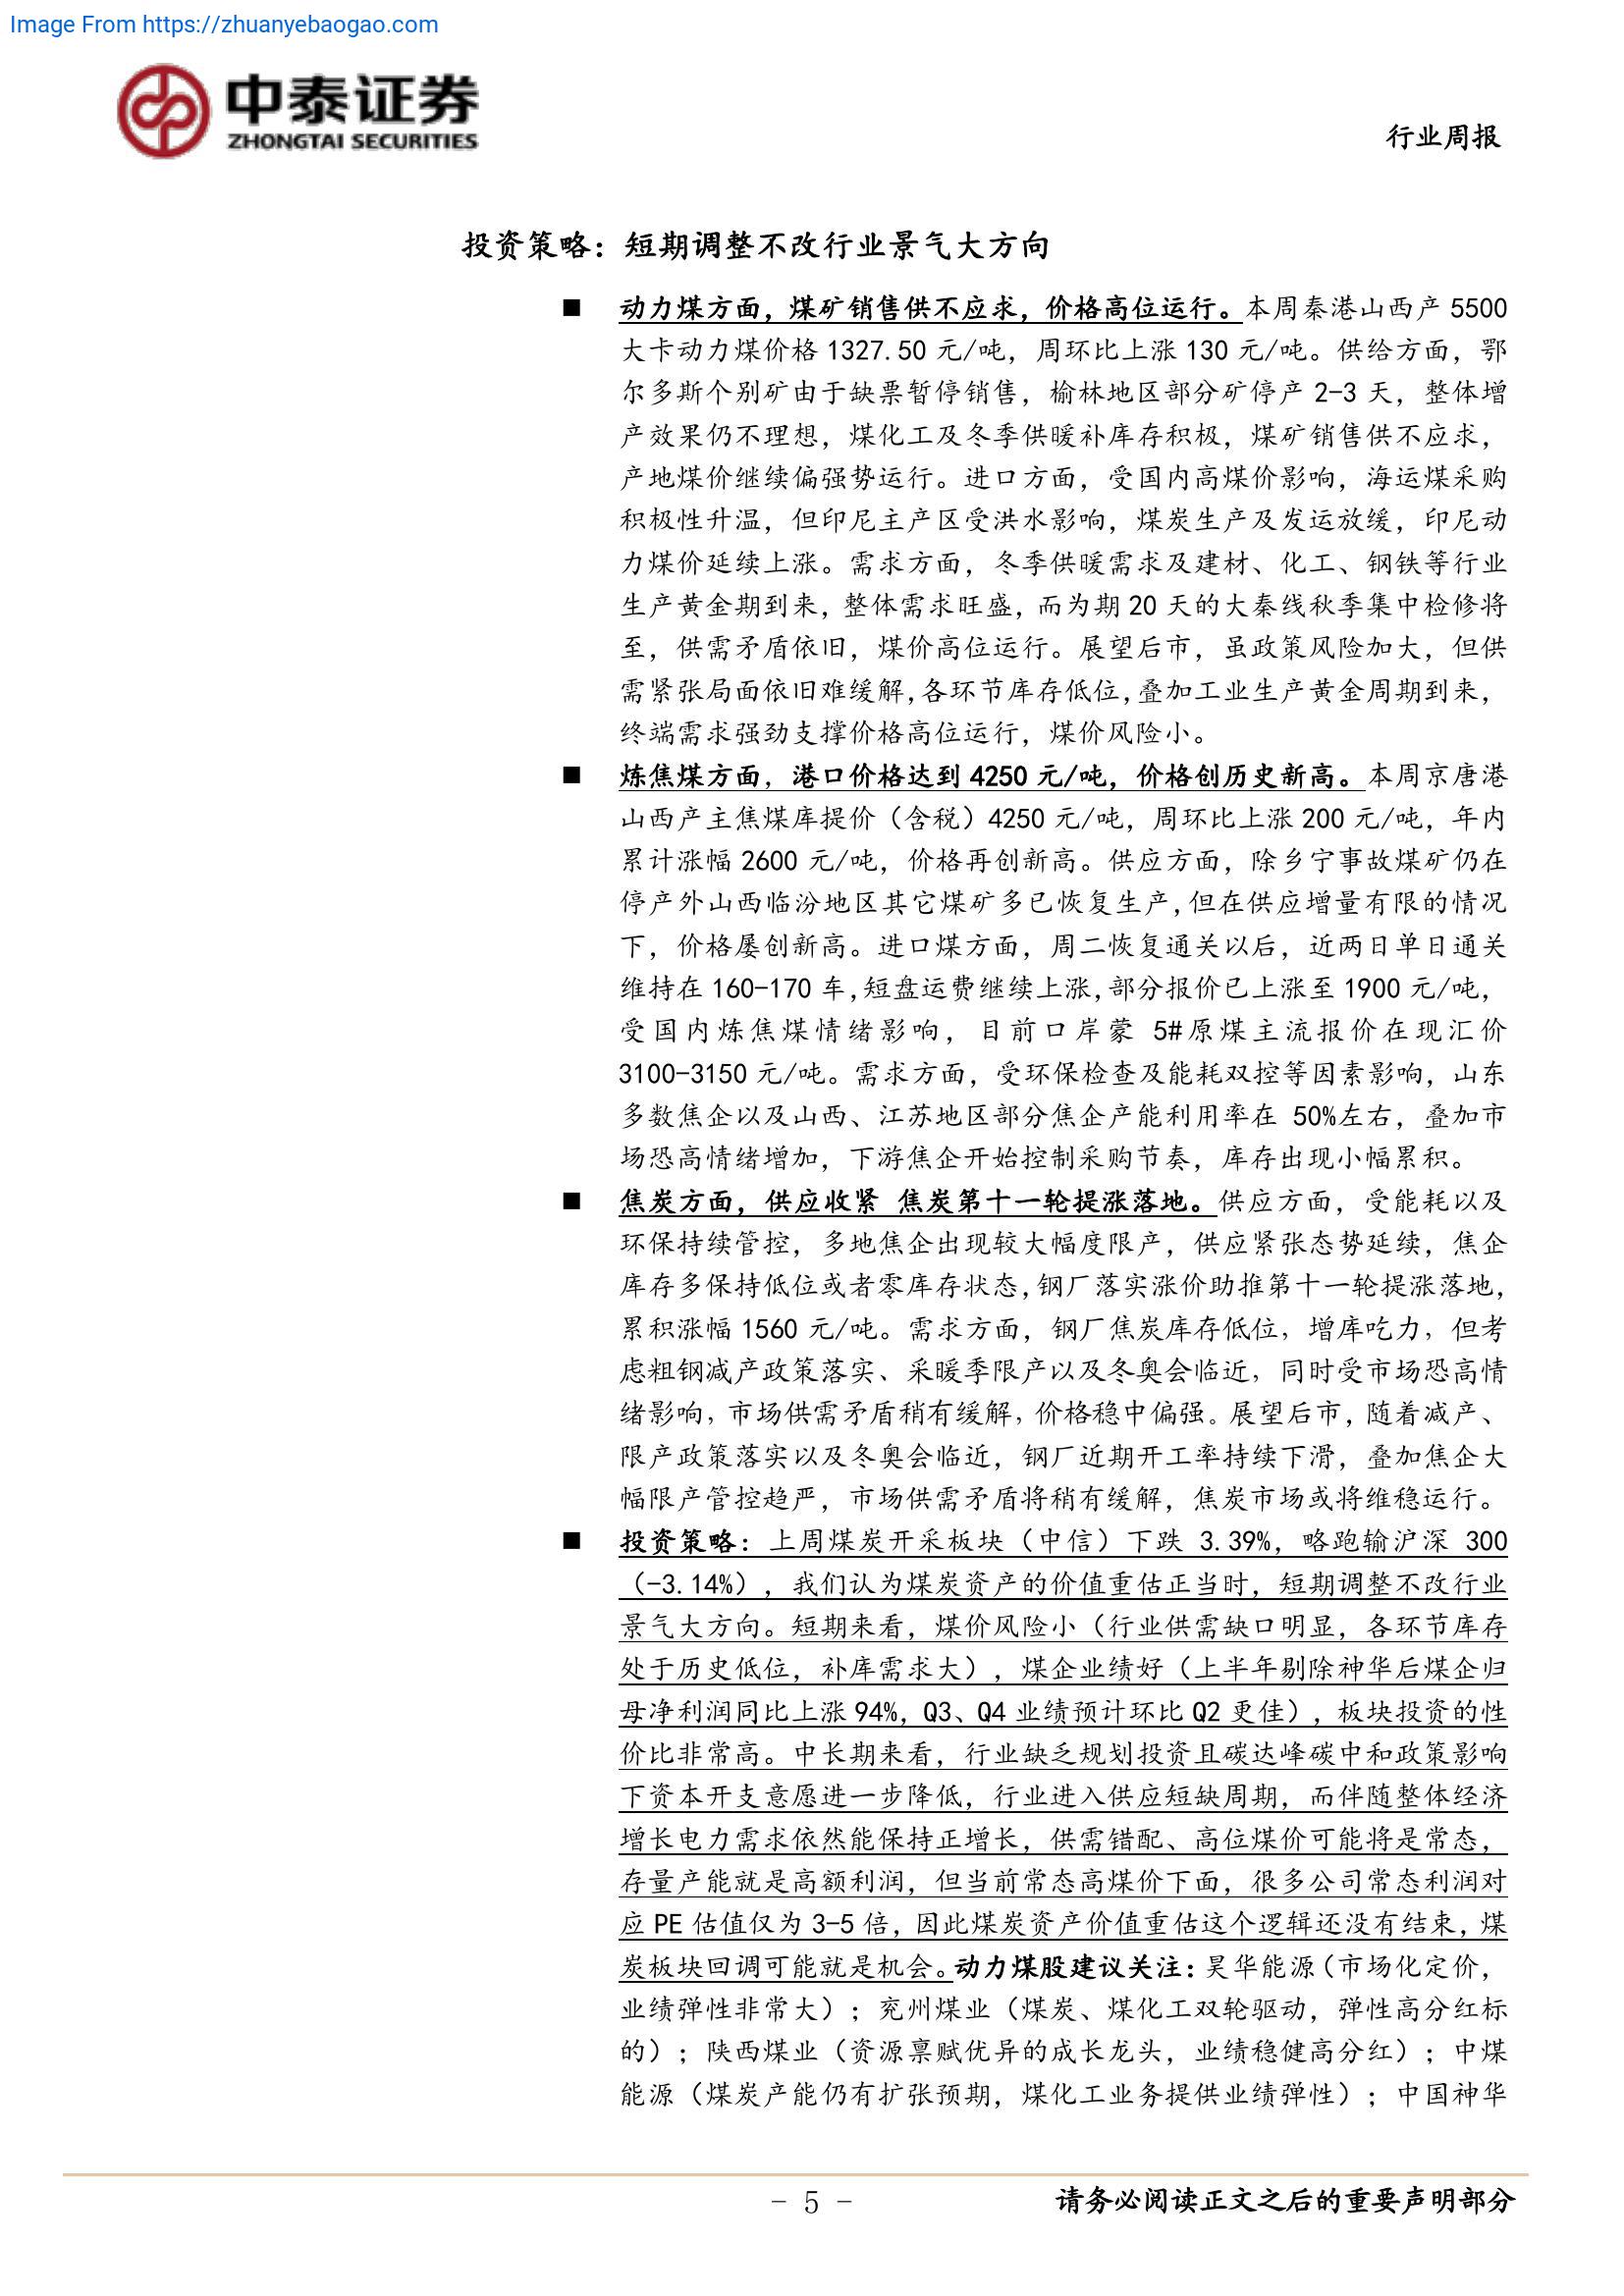 Image From https://zhuanyebaogao.com
中泰证券
ZHONGTAI SECURITIES
行业周报
投资策略：短期调整不改行业景气大方向
■ 动力煤方面，煤矿销售供不应求，价格高位运行。本周秦港山西产 5500
大卡动力煤价格 1327.50 元/吨，周环比上涨 130 元/吨。供给方面，鄂
尔多斯个别矿由于缺票暂停销售，榆林地区部分矿停产 2-3 天，整体增
产效果仍不理想，煤化工及冬季供暖补库存积极，煤矿销售供不应求，
产地煤价继续偏强势运行。进口方面，受国内高煤价影响，海运煤采购
积极性升温，但印尼主产区受洪水影响，煤炭生产及发运放缓，印尼动
力煤价延续上涨。需求方面，冬季供暖需求及建材、化工、钢铁等行业
生产黄金期到来，整体需求旺盛，而为期 20 天的大秦线秋季集中检修将
至，供需矛盾依旧，煤价高位运行。展望后市，虽政策风险加大，但供
需紧张局面依旧难缓解，各环节库存低位，叠加工业生产黄金周期到来，
终端需求强劲支撑价格高位运行，煤价风险小。
■ 炼焦煤方面，港口价格达到 4250 元/吨，价格创历史新高。本周京唐港
山西产主焦煤库提价（含税）4250 元/吨，周环比上涨 200 元/吨，年内
累计涨幅 2600 元/吨，价格再创新高。供应方面，除乡宁事故煤矿仍在
停产外山西临汾地区其它煤矿多已恢复生产，但在供应增量有限的情况
下，价格屡创新高。进口煤方面，周二恢复通关以后，近两日单日通关
维持在 160-170 车，短盘运费继续上涨，部分报价已上涨至 1900 元/吨，
受国内炼焦煤情绪影响，目前口岸蒙 5#原煤主流报价在现汇价
3100-3150 元/吨。需求方面，受环保检查及能耗双控等因素影响，山东
多数焦企以及山西、江苏地区部分焦企产能利用率在 50%左右，叠加市
场恐高情绪增加，下游焦企开始控制采购节奏，库存出现小幅累积。
■ 焦炭方面，供应收紧 焦炭第十一轮提涨落地。供应方面，受能耗以及
环保持续管控，多地焦企出现较大幅度限产，供应紧张态势延续，焦企
库存多保持低位或者零库存状态，钢厂落实涨价助推第十一轮提涨落地，
累积涨幅 1560 元/吨。需求方面，钢厂焦炭库存低位，增库吃力，但考
虑粗钢减产政策落实、采暖季限产以及冬奥会临近，同时受市场恐高情
绪影响，市场供需矛盾稍有缓解，价格稳中偏强。展望后市，随着减产、
限产政策落实以及冬奥会临近，钢厂近期开工率持续下滑，叠加焦企大
幅限产管控趋严，市场供需矛盾将稍有缓解，焦炭市场或将维稳运行。
■ 投资策略：上周煤炭开采板块（中信）下跌 3.39%，略跑输沪深 300
（-3.14%），我们认为煤炭资产的价值重估正当时，短期调整不改行业
景气大方向。短期来看，煤价风险小（行业供需缺口明显，各环节库存
处于历史低位，补库需求大），煤企业绩好（上半年剔除神华后煤企归
母净利润同比上涨 94%，Q3、Q4 业绩预计环比 Q2 更佳），板块投资的性
价比非常高。中长期来看，行业缺乏规划投资且碳达峰碳中和政策影响
下资本开支意愿进一步降低，行业进入供应短缺周期，而伴随整体经济
增长电力需求依然能保持正增长，供需错配、高位煤价可能将是常态，
存量产能就是高额利润，但当前常态高煤价下面，很多公司常态利润对
应 PE 估值仅为 3-5 倍，因此煤炭资产价值重估这个逻辑还没有结束，煤
炭板块回调可能就是机会。动力煤股建议关注：昊华能源（市场化定价，
业绩弹性非常大）；兖州煤业（煤炭、煤化工双轮驱动，弹性高分红标
的）；陕西煤业（资源禀赋优异的成长龙头，业绩稳健高分红）；中煤
能源（煤炭产能仍有扩张预期，煤化工业务提供业绩弹性）；中国神华
- 5 -
请务必阅读正文之后的重要声明部分